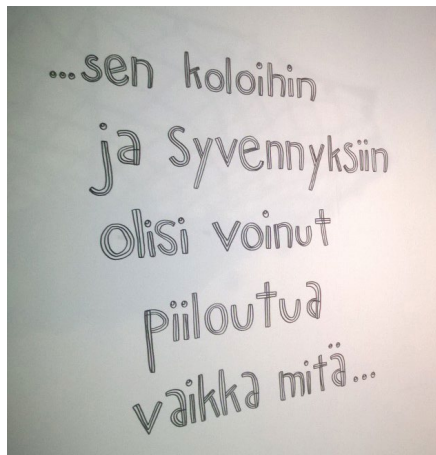 ...sen koloihin
ja syvennyksiin
olisi voinut
piiloutua
vaikka mitä...